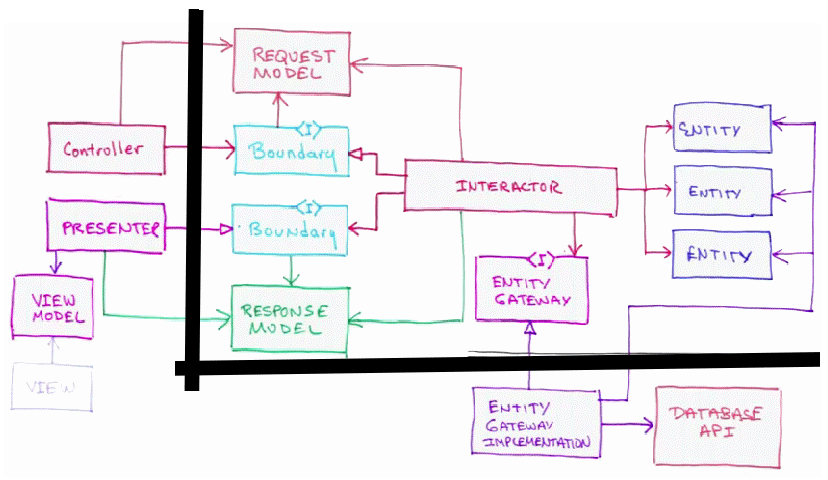 REQUEST
MODEL
Controller
<I>
Boundary
ENTITY
INTERACTOR
ENTITY
PRESENTER
<I>
Boundary
ENTITY
VIEW
MODEL
RESPONSE
MODEL
<I>
ENTITY
GATEWAY
VIEW
ENTITY
GATEWAY
IMPLEMENTATION
DATABASE
API